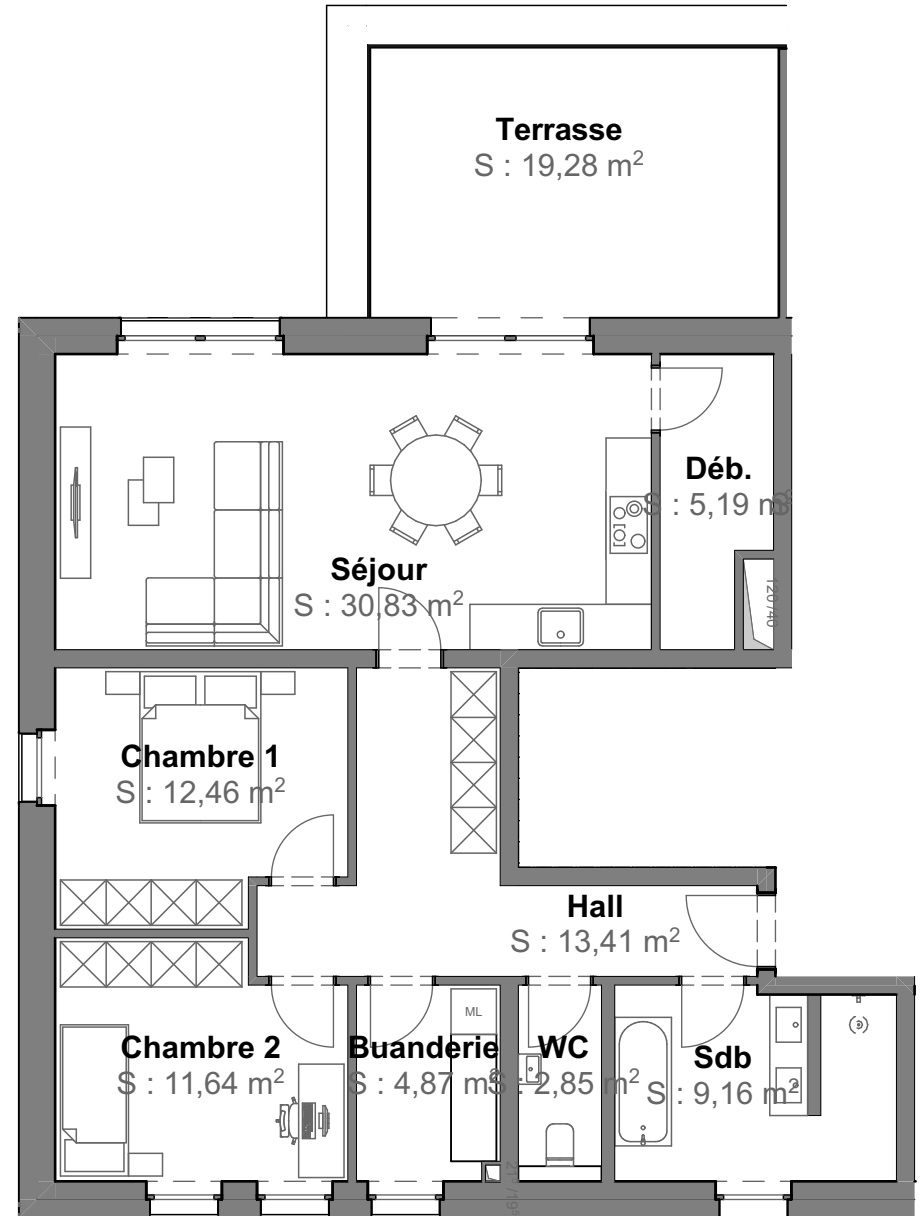 Terrasse
S : 19,28 m²
Déb.
S : 5,19 m²
Séjour
S : 30,83 m²
120 /40
Chambre 1
S : 12,46 m²
Hall
S : 13,41 m²
ML
Chambre 2
S : 11,64 m²
Buanderie
S : 4,87 m²
WC
S : 2,85 m²
Sdb
S : 9,16 m²